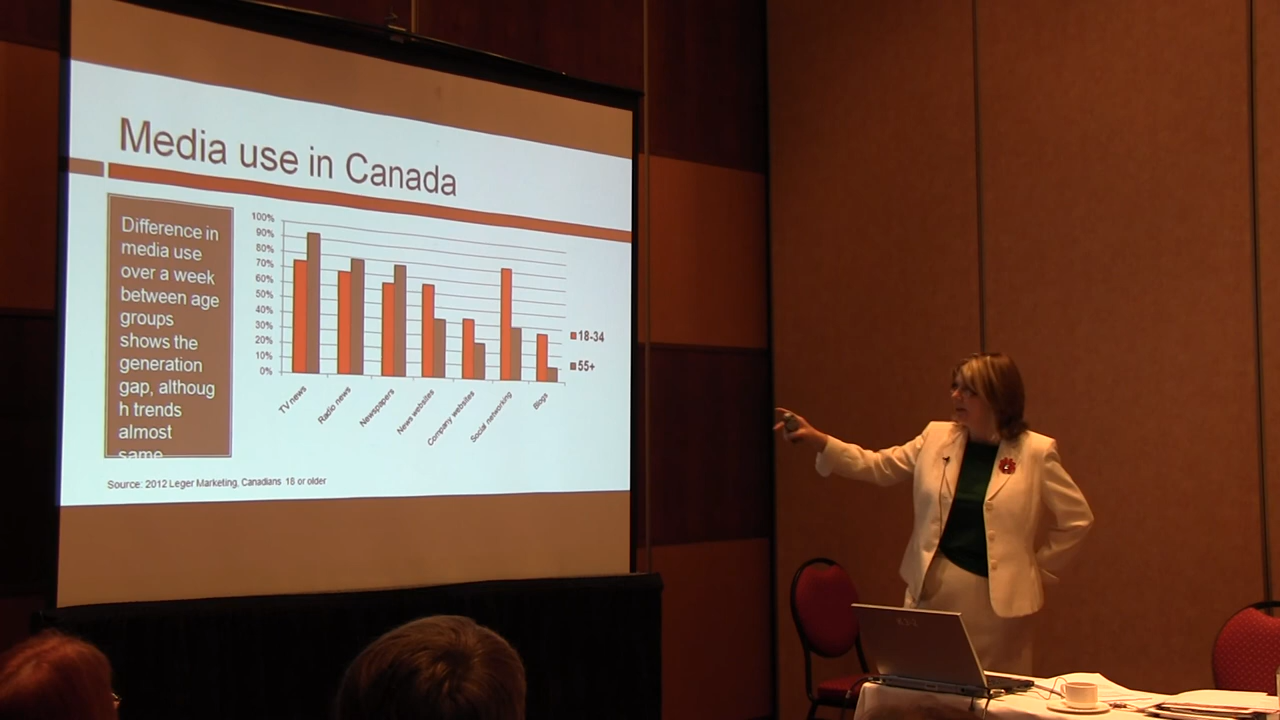 Media use in Canada
Difference in
media use
over a week
between age
groups
shows the
generation
gap, althoug
h trends
almost
same
100%
90%
80%
70%
60%
50%
40%
30%
20%
10%
0%
TV news
Radio news
Newspapers
News websites
Company websites
Social networking
Blogs
18-34
55+
Source: 2012 Leger Marketing, Canadians 18 or older